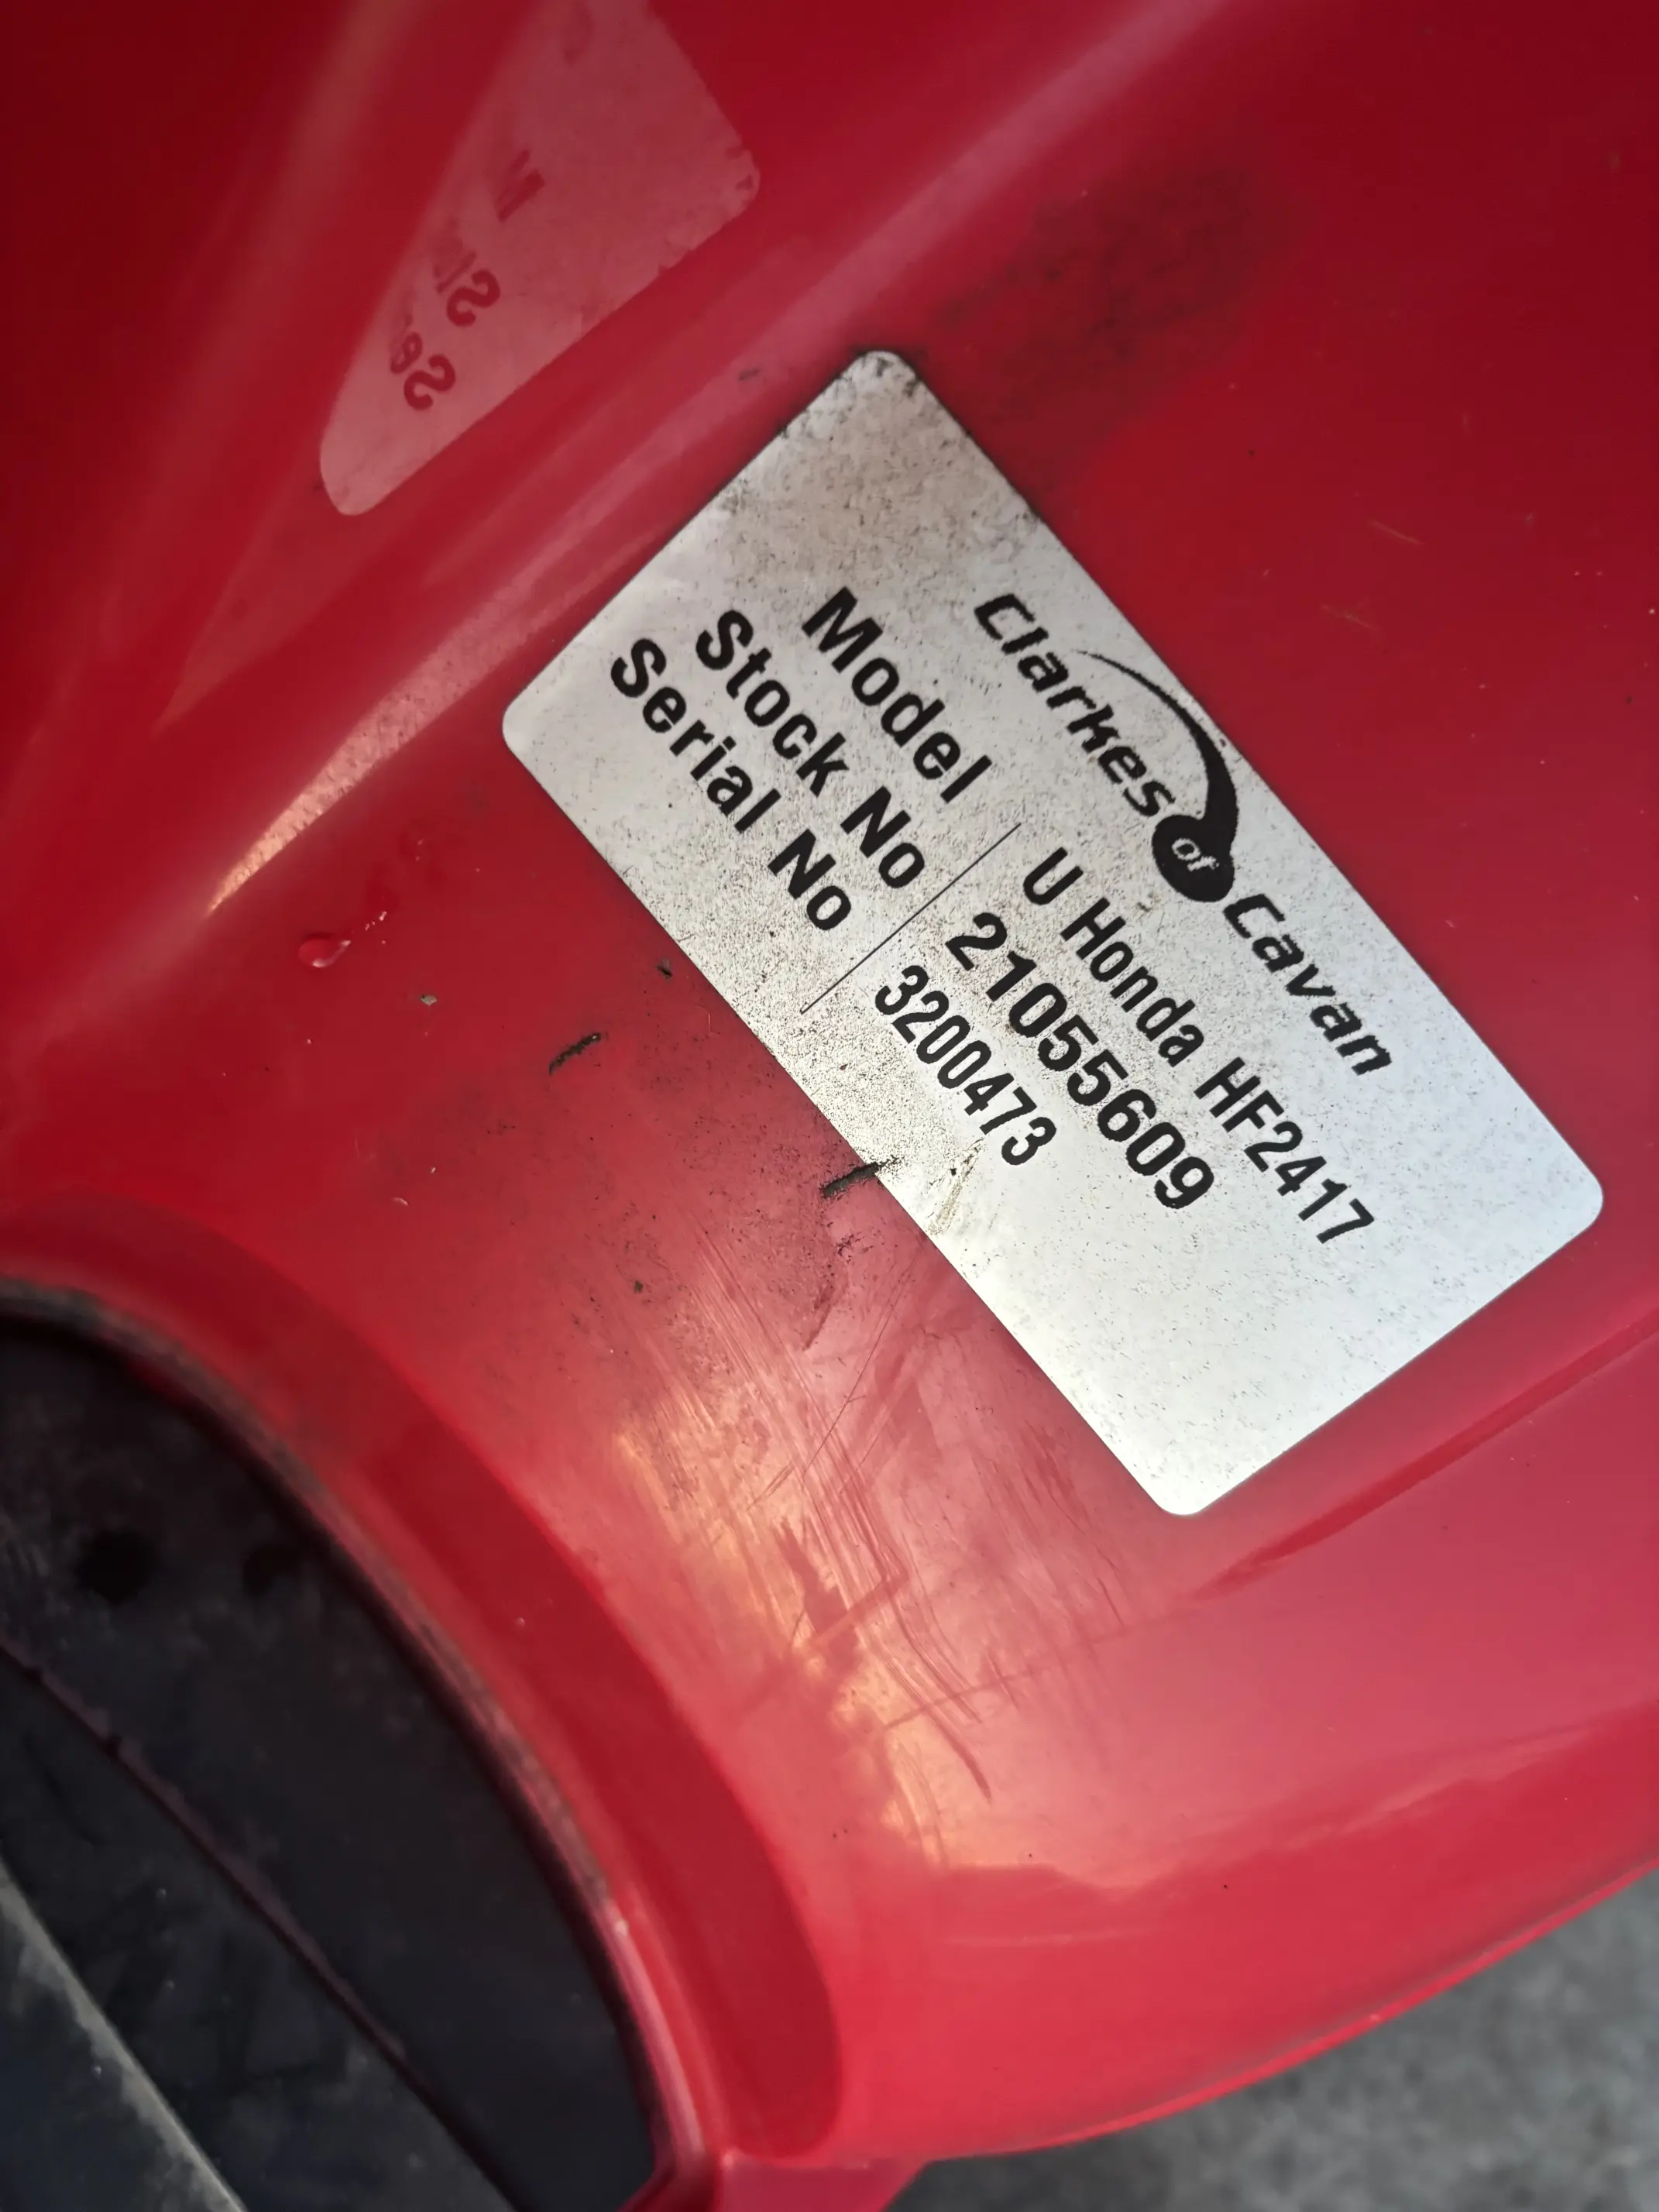 Clarkes of Cavan
Model U Honda HF2417
Stock No 21055609
Serial No 3200473